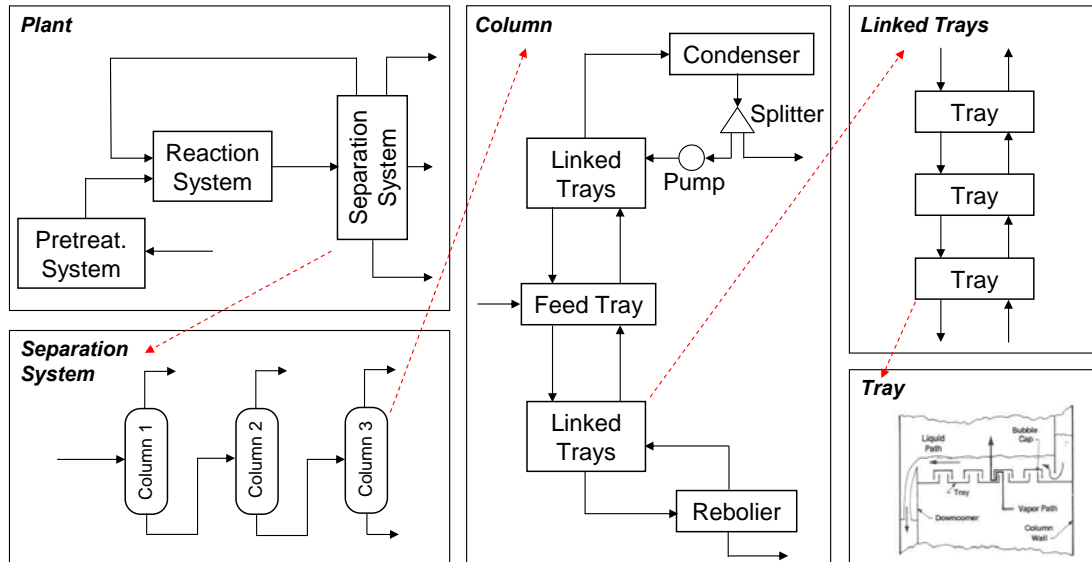 Plant
Reaction
System
Separation
System
Pretreat.
System
Separation
System
Column 1
Column 2
Column 3
Column
Condenser
Splitter
Linked
Trays
Pump
Feed Tray
Linked
Trays
Rebolier
Linked Trays
Tray
Tray
Tray
Tray
Bubble
Cap
Liquid
Path
Tray
Vapor Path
Downcomer
Column
Wall